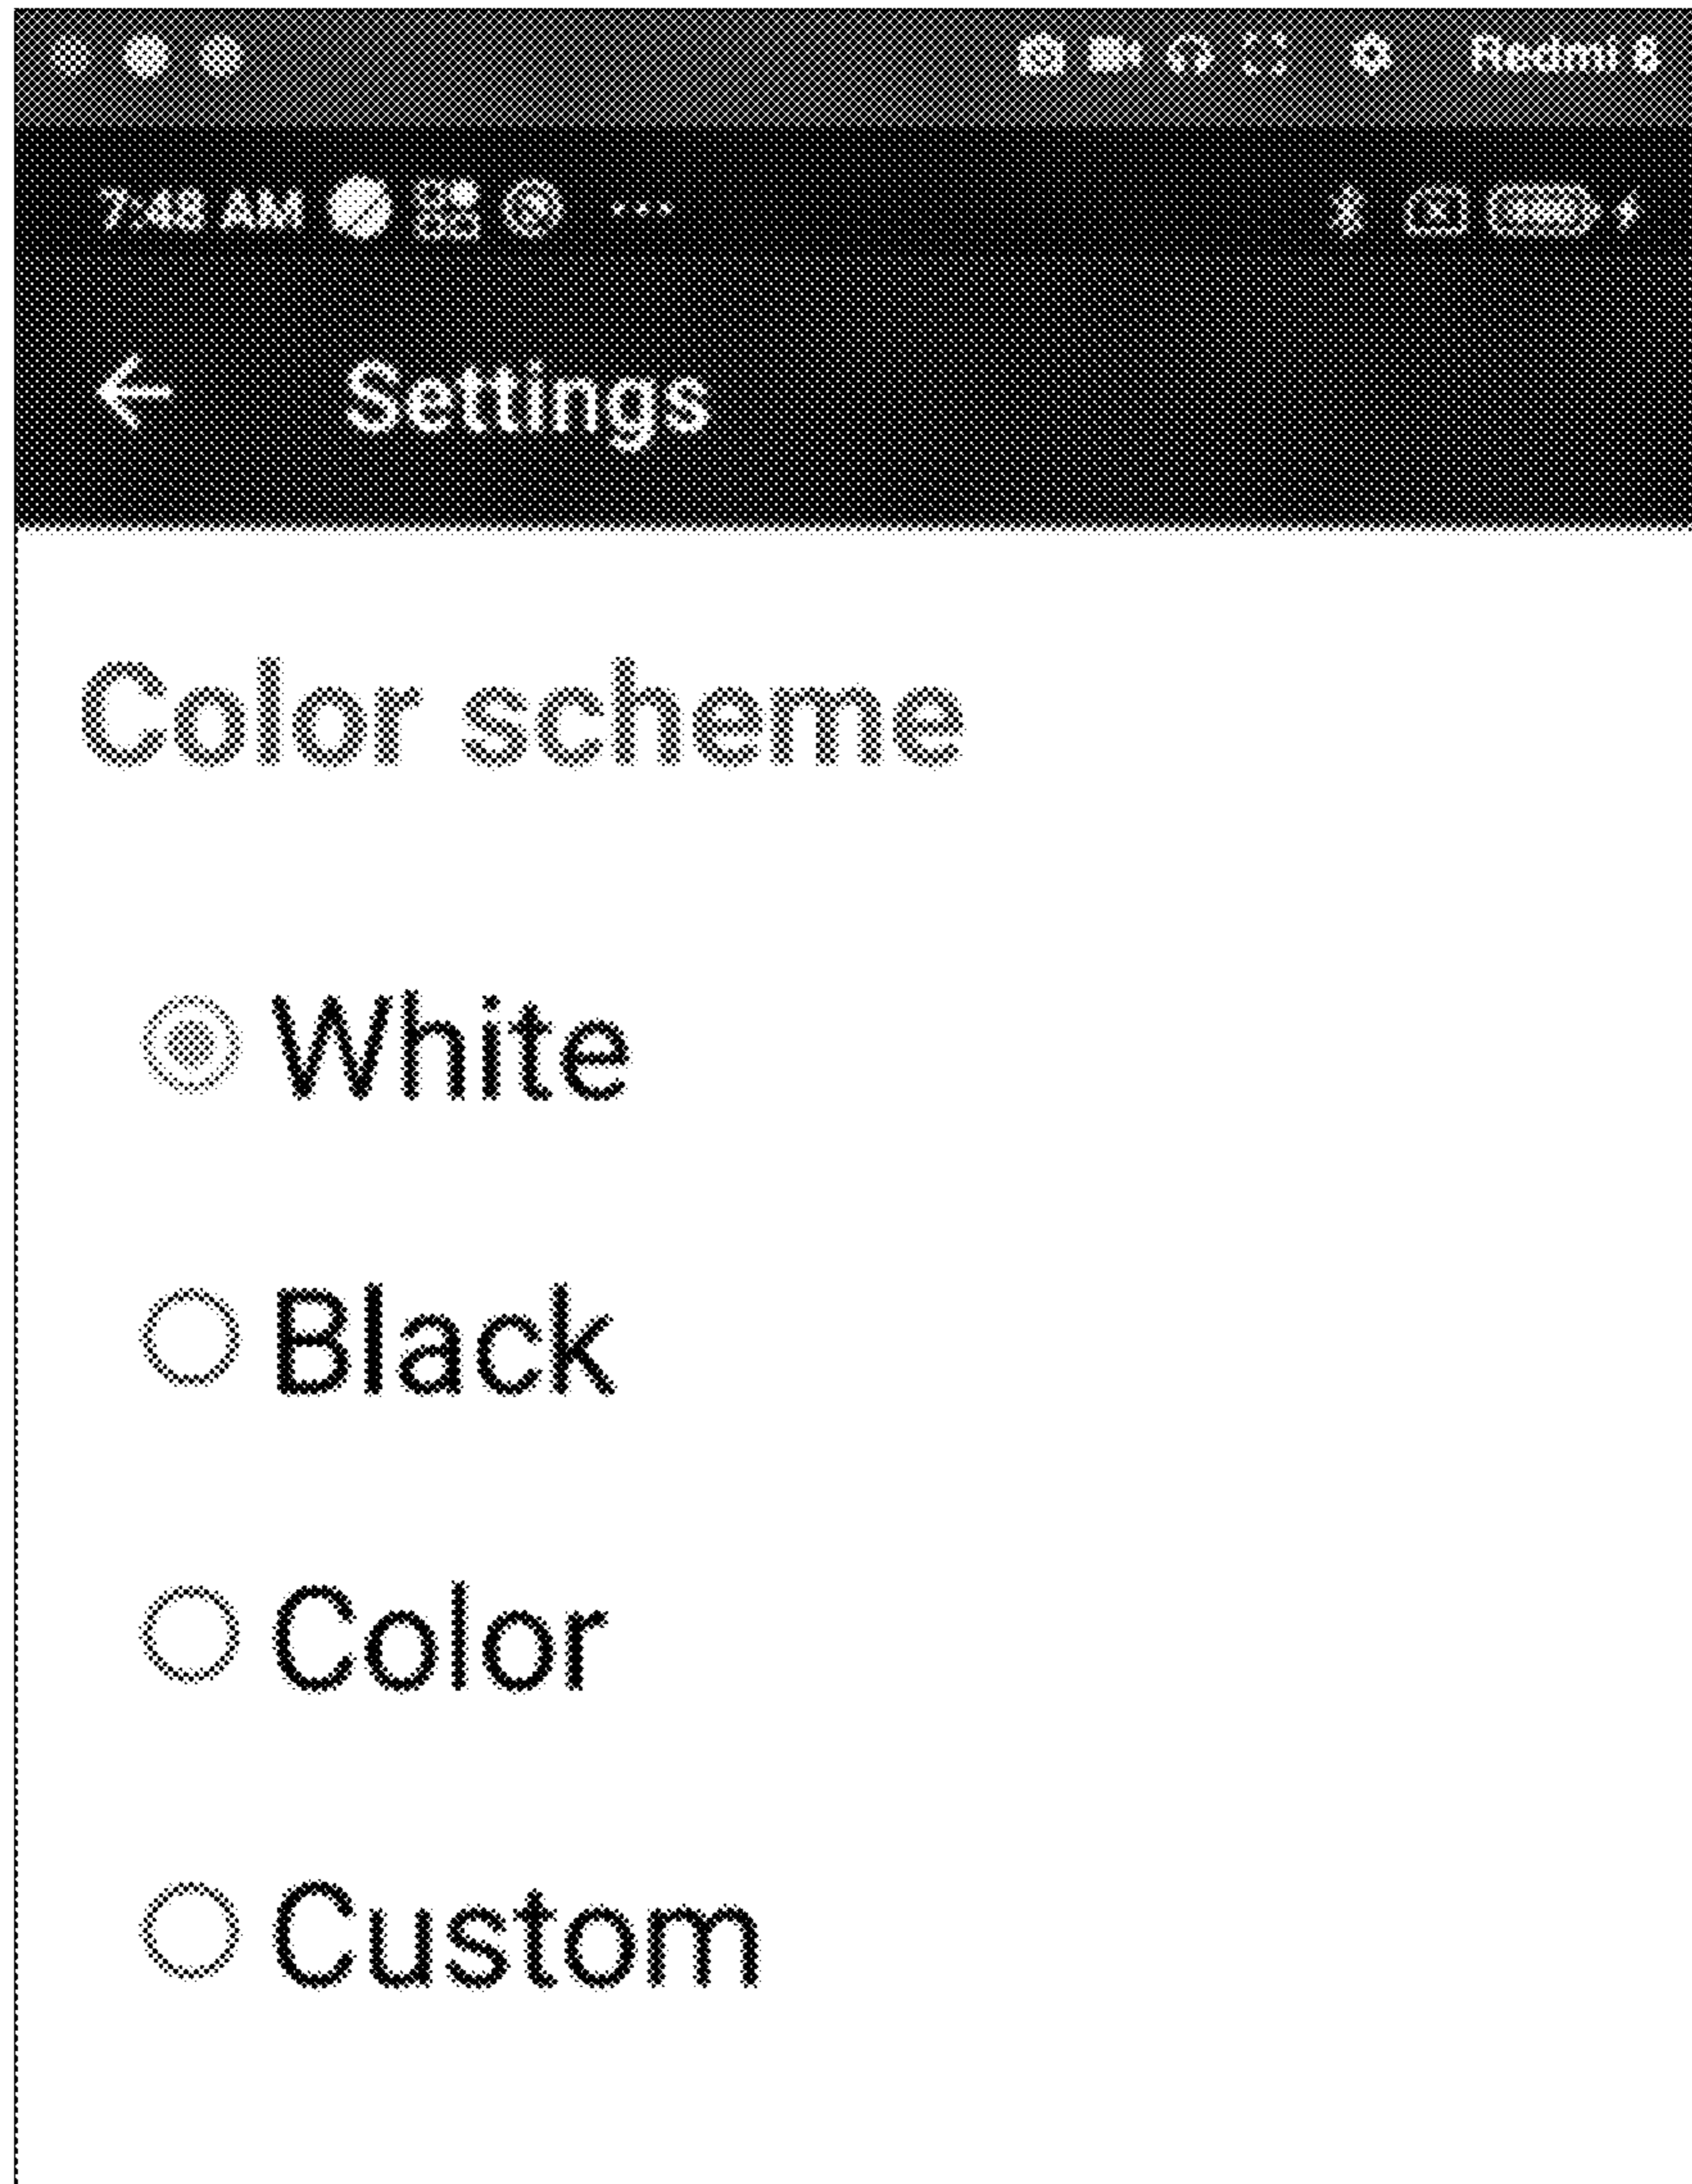 Redmi 8
7:48 AM
Settings
Color scheme
White
Black
Color
Custom